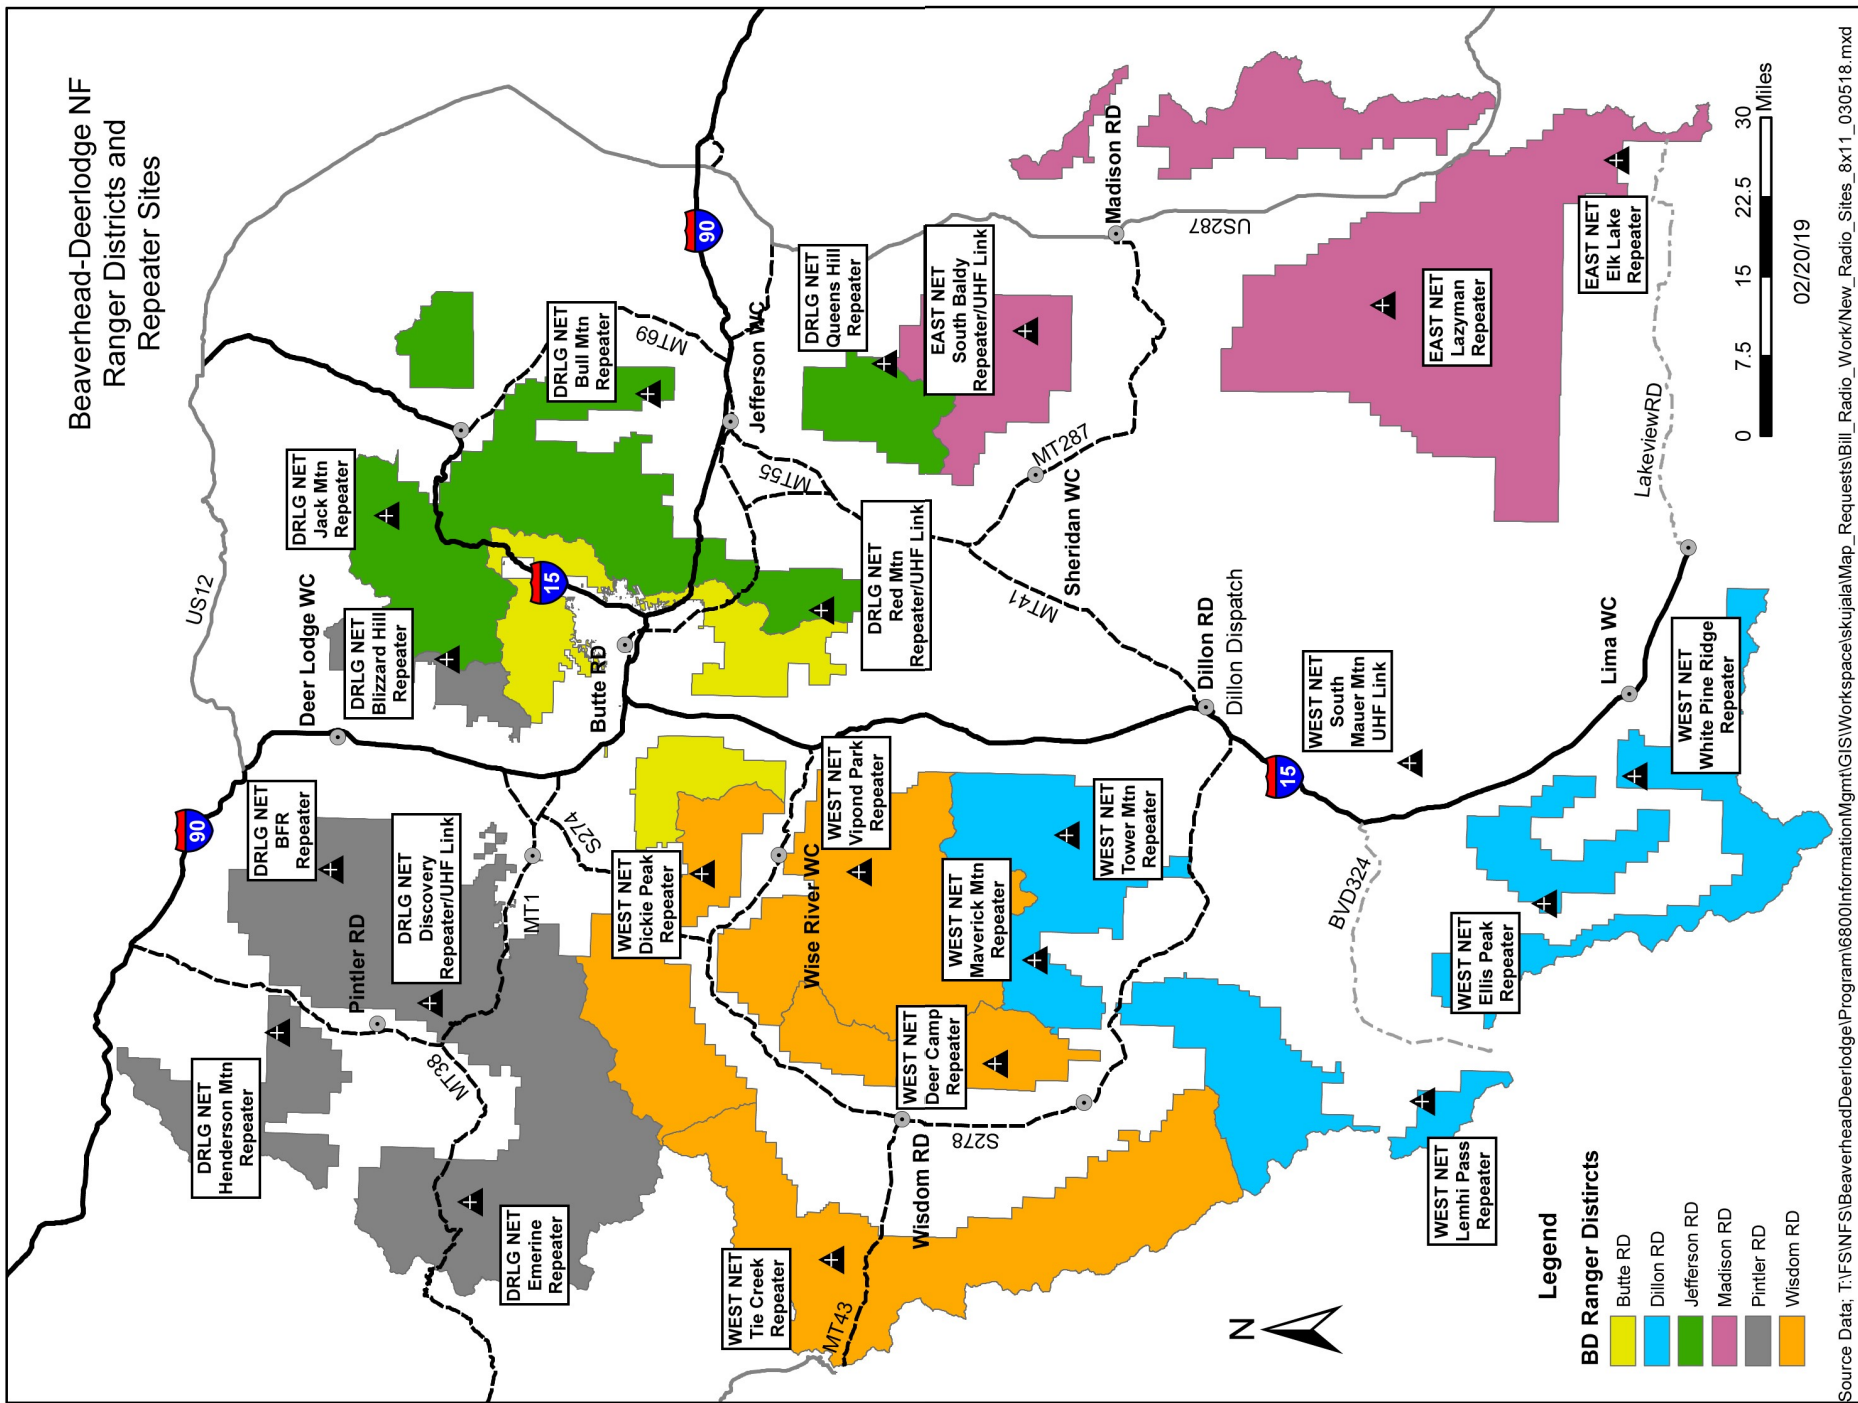 Beaverhead-Deerlodge NF
Ranger Districts and
Repeater Sites
US12
90
DRLG NET
Jack Mtn
Repeater
DRLG NET
Bull Mtn
Repeater
MT69
90
Jefferson WC
DRLG NET
Queens Hill
Repeater
EAST NET
South Baldy
Repeater/UHF Link
Madison RD
US287
Deer Lodge WC
DRLG NET
Blizzard Hill
Repeater
15
Butte RD
MT55
DRLG NET
Red Mtn
Repeater/UHF Link
MT287
Sheridan WC
MT41
EAST NET
Lazyman
Repeater
EAST NET
Elk Lake
Repeater
LakeviewRD
DRLG NET
BFR
Repeater
DRLG NET
Discovery
Repeater/UHF Link
Pintler RD
MT1
S274
MT38
DRLG NET
Henderson Mtn
Repeater
DRLG NET
Emerine
Repeater
WEST NET
Dickie Peak
Repeater
WEST NET
Vipond Park
Repeater
Wise River WC
WEST NET
Maverick Mtn
Repeater
WEST NET
Tower Mtn
Repeater
WEST NET
Deer Camp
Repeater
Wisdom RD
S278
WEST NET
Tie Creek
Repeater
MT43
Dillon RD
Dillon Dispatch
15
WEST NET
South
Mauer Mtn
UHF Link
Lima WC
WEST NET
White Pine Ridge
Repeater
BVD324
WEST NET
Ellis Peak
Repeater
WEST NET
Lemhi Pass
Repeater
N
Legend
BD Ranger Distircts
Butte RD
Dillon RD
Jefferson RD
Madison RD
Pintler RD
Wisdom RD
0 7.5 15 22.5 30
Miles
02/20/19
Source Data; T:\FS\NFS\BeaverheadDeerlodge\Program\6800InformationMgmt\GIS\Workspace\skujala\Map_Requests\Bill_Radio_Work/New_Radio_Sites_8x11_030518.mxd